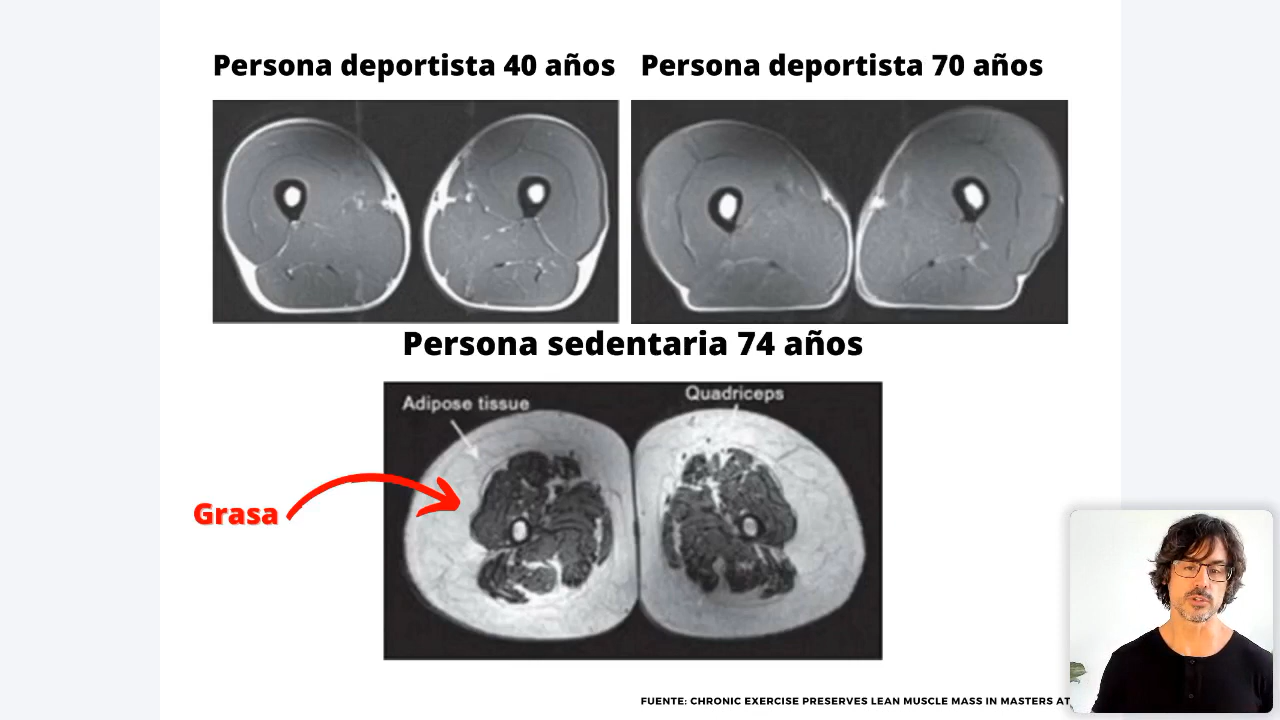 Persona deportista 40 años
Persona deportista 70 años
Persona sedentaria 74 años
Adipose tissue
Quadriceps
Grasa
FUENTE: CHRONIC EXERCISE PRESERVES LEAN MUSCLE MASS IN MASTERS AT